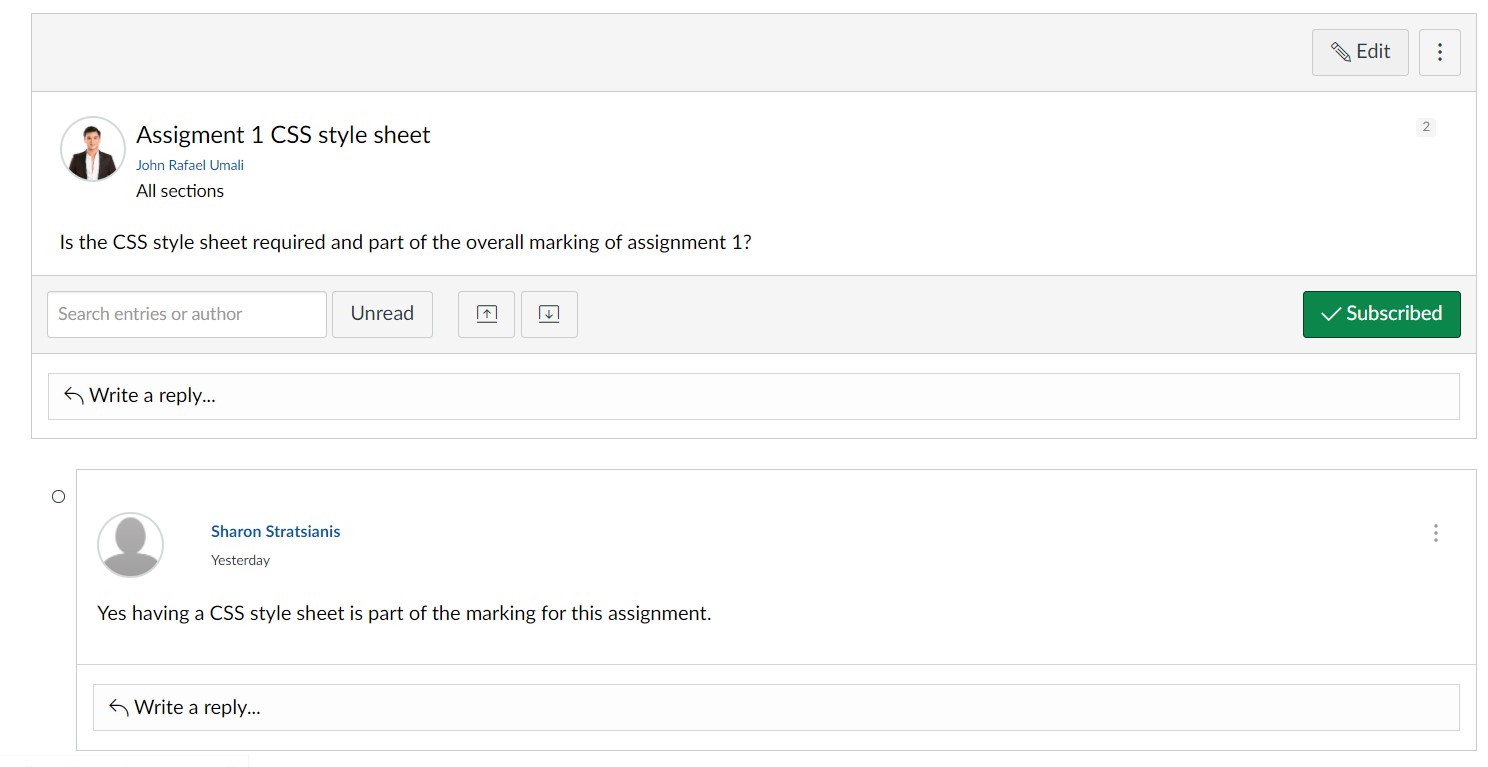 Edit
Assigment 1 CSS style sheet
2
John Rafael Umali
All sections
Is the CSS style sheet required and part of the overall marking of assignment 1?
Search entries or author Unread Subscribed
Write a reply...
Sharon Stratsianis
Yesterday
Yes having a CSS style sheet is part of the marking for this assignment.
Write a reply...